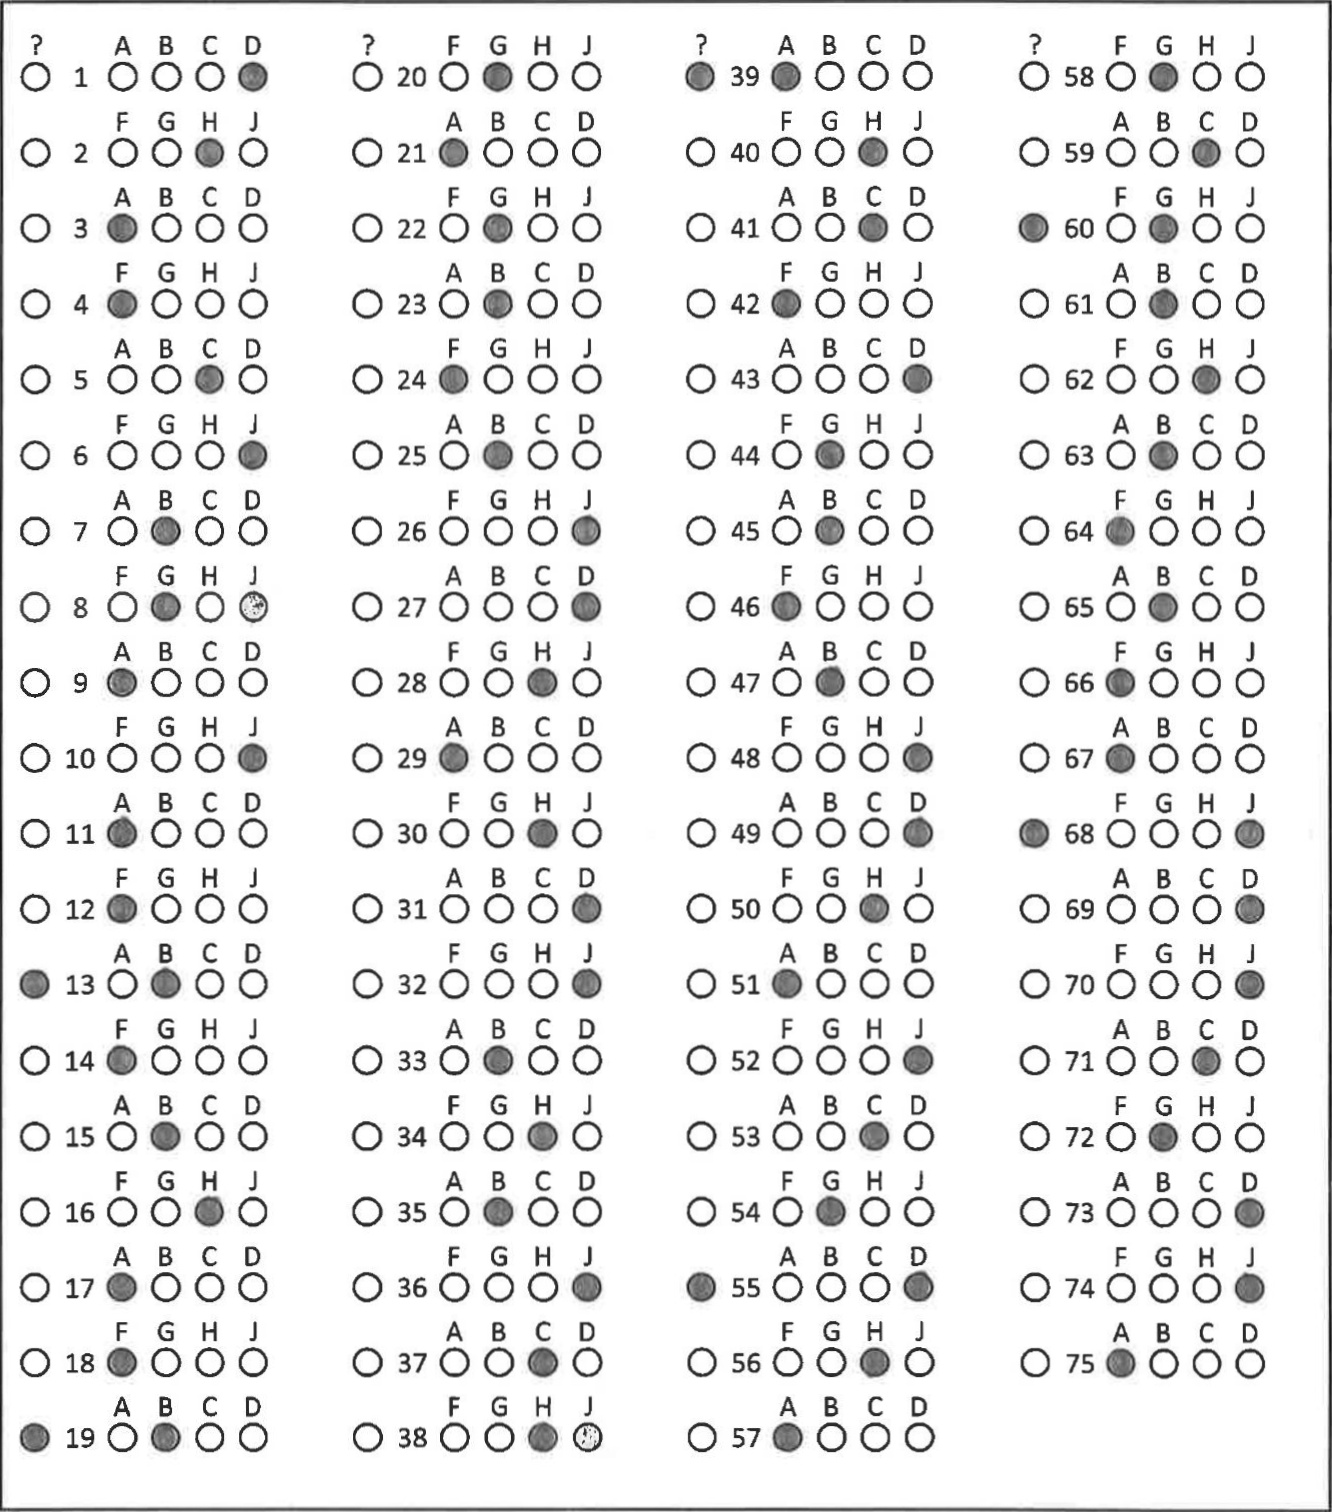 ? A B C D
1
F G H J
2
A B C D
3
F G H J
4
A B C D
5
F G H J
6
A B C D
7
F G H J
8
A B C D
9
F G H J
10
A B C D
11
F G H J
12
A B C D
13
F G H J
14
A B C D
15
F G H J
16
A B C D
17
F G H J
18
A B C D
19
? F G H J
20
A B C D
21
F G H J
22
A B C D
23
F G H J
24
A B C D
25
F G H J
26
A B C D
27
F G H J
28
A B C D
29
F G H J
30
A B C D
31
F G H J
32
A B C D
33
F G H J
34
A B C D
35
F G H J
36
A B C D
37
F G H J
38
? A B C D
39
F G H J
40
A B C D
41
F G H J
42
A B C D
43
F G H J
44
A B C D
45
F G H J
46
A B C D
47
F G H J
48
A B C D
49
F G H J
50
A B C D
51
F G H J
52
A B C D
53
F G H J
54
A B C D
55
F G H J
56
A B C D
57
? F G H J
58
A B C D
59
F G H J
60
A B C D
61
F G H J
62
A B C D
63
F G H J
64
A B C D
65
F G H J
66
A B C D
67
F G H J
68
A B C D
69
F G H J
70
A B C D
71
F G H J
72
A B C D
73
F G H J
74
A B C D
75